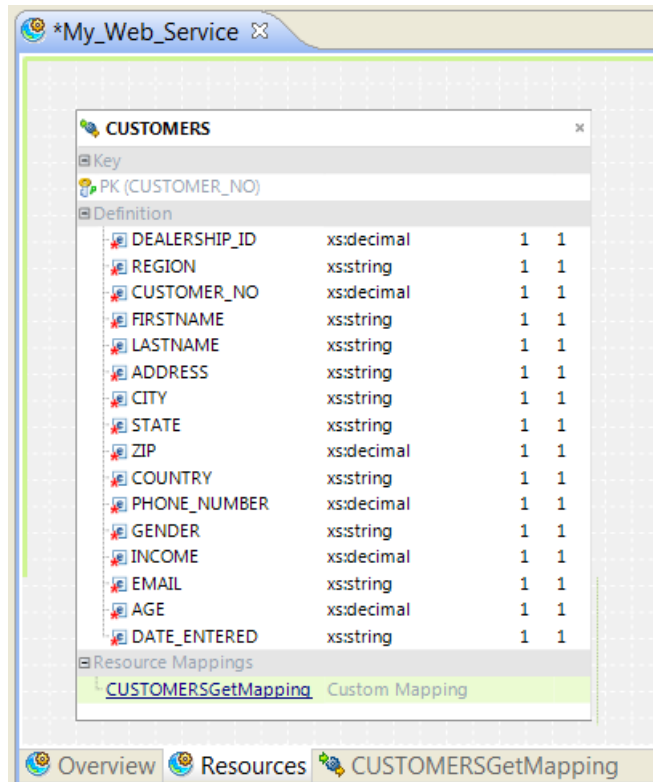 *My_Web_Service
CUSTOMERS
Key
PK (CUSTOMER_NO)
Definition
DEALERSHIP_ID xs:decimal 1 1
REGION xs:string 1 1
CUSTOMER_NO xs:decimal 1 1
FIRSTNAME xs:string 1 1
LASTNAME xs:string 1 1
ADDRESS xs:string 1 1
CITY xs:string 1 1
STATE xs:string 1 1
ZIP xs:decimal 1 1
COUNTRY xs:string 1 1
PHONE_NUMBER xs:decimal 1 1
GENDER xs:string 1 1
INCOME xs:decimal 1 1
EMAIL xs:string 1 1
AGE xs:decimal 1 1
DATE_ENTERED xs:string 1 1
Resource Mappings
CUSTOMERSGetMapping Custom Mapping
Overview Resources CUSTOMERSGetMapping